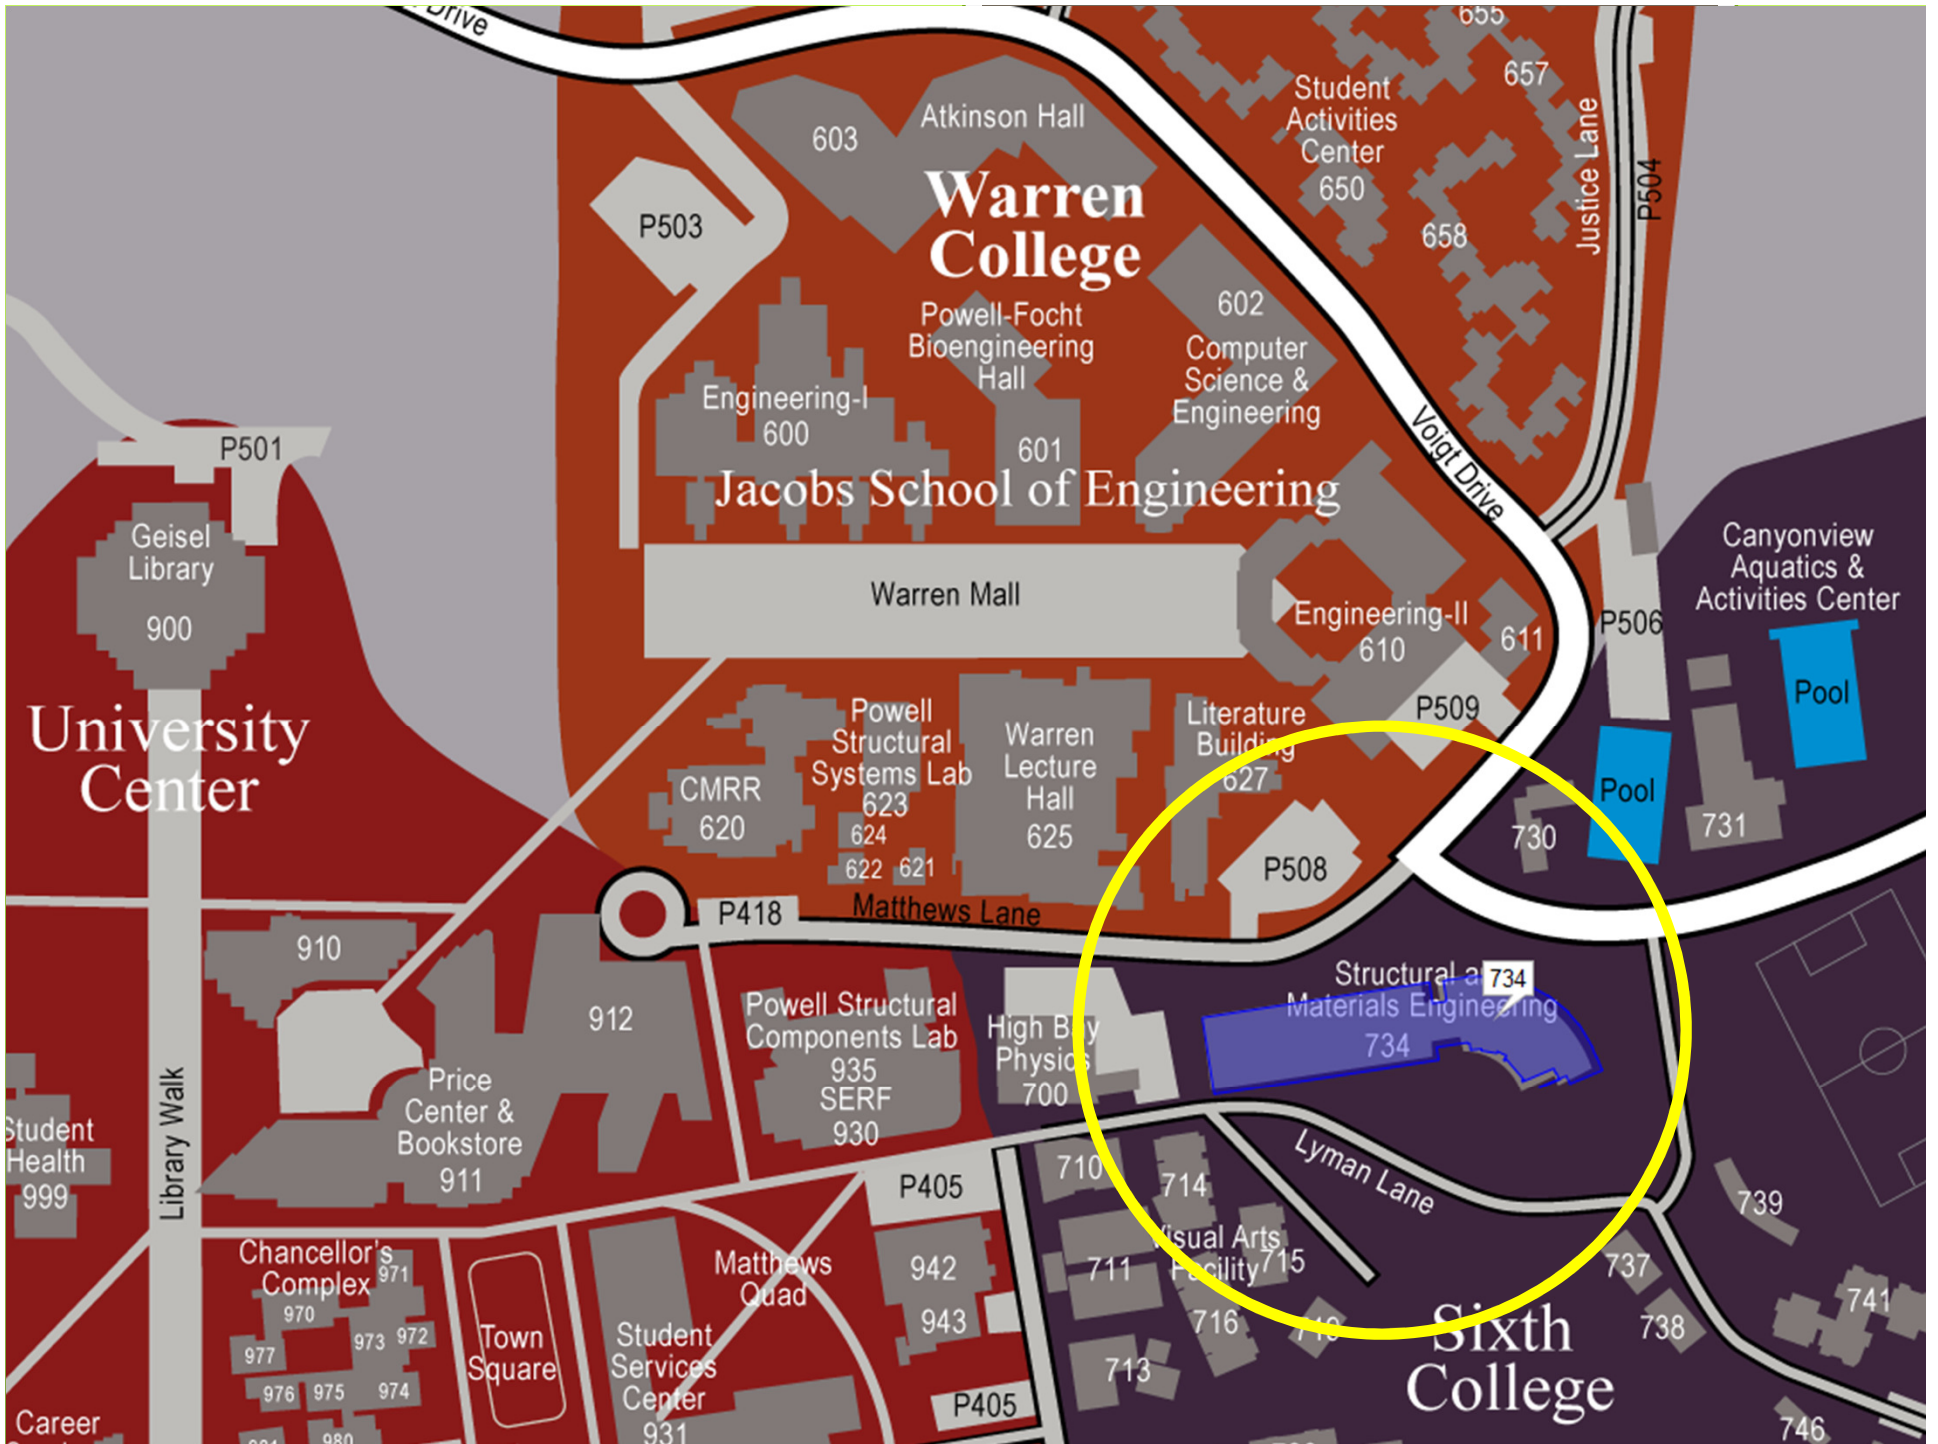 Drive
603
Atkinson Hall
Warren
College
P503
655
657
Student
Activities
Center
650
658
Justice Lane
P504
602
Computer
Science &
Engineering
Powell-Focht
Bioengineering
Hall
601
Engineering-I
600
Jacobs School of Engineering
Voigt Drive
P501
Geisel
Library
900
Warren Mall
Engineering-II
610
611
P509
P506
Canyonview
Aquatics &
Activities Center
Pool
Pool
730
731
University
Center
CMRR
620
Powell
Structural
Systems Lab
623
624
622
621
Warren
Lecture
Hall
625
Literature
Building
627
P508
P418
Matthews Lane
910
912
Powell Structural
Components Lab
935
SERF
930
High Bay
Physics
700
Structural a
734
Materials Engineering
734
Price
Center &
Bookstore
911
Library Walk
Student
Health
999
P405
710
714
Lyman Lane
Visual Arts
Facility
715
711
716
713
737
738
739
741
746
Sixth
College
Chancellor's
Complex
971
970
972
973
977
976
975
974
980
Town
Square
Matthews
Quad
Student
Services
Center
931
942
943
P405
Career